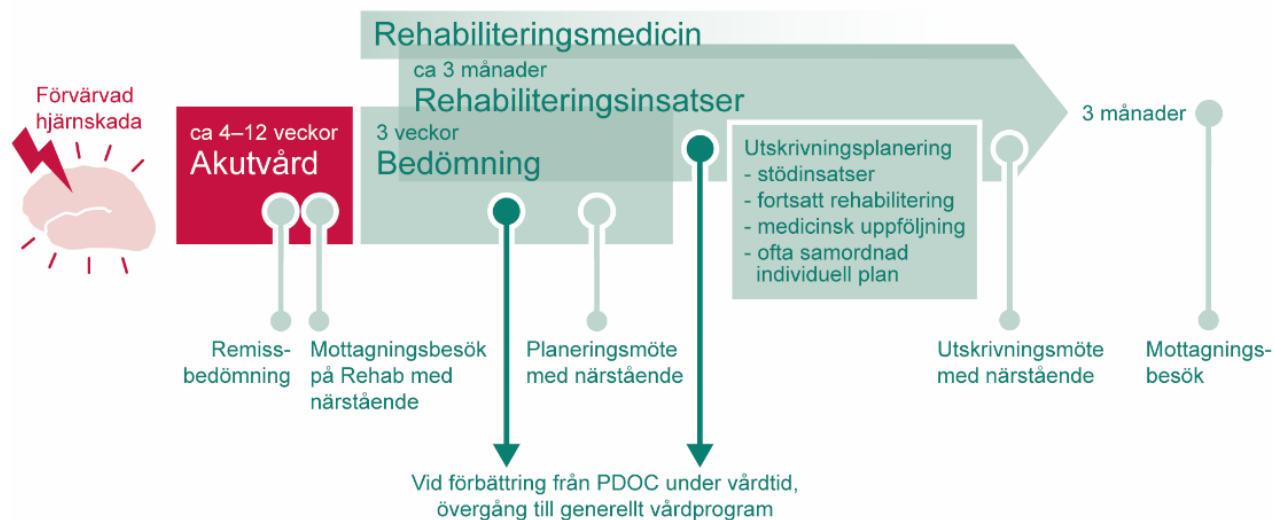 Rehabiliteringsmedicin
ca 3 månader
Rehabiliteringsinsatser
Förvärvad
hjärnskada
ca 4–12 veckor
Akutvård
3 veckor
Bedömning
Utskrivningsplanering
- stödinsatser
- fortsatt rehabilitering
- medicinsk uppföljning
- ofta samordnad
individuell plan
3 månader
Remiss-
bedömning
Mottagningsbesök
på Rehab med
närstående
Planeringsmöte
med närstående
Utskrivningsmöte
med närstående
Mottagnings-
besök
Vid förbättring från PDOC under vårdtid,
övergång till generellt vårdprogram